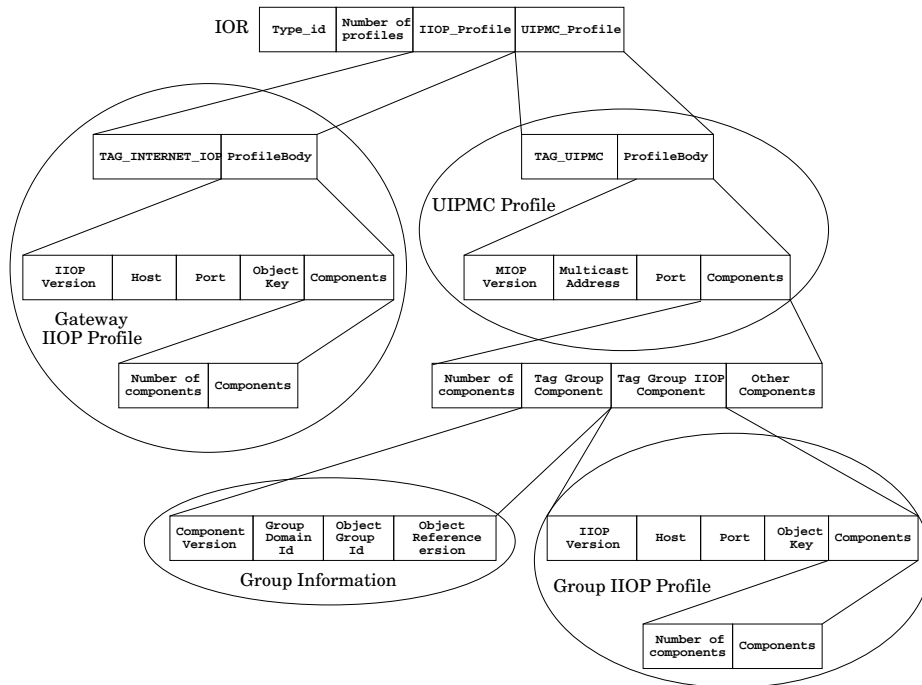 IOR
Type_id
Number of
profiles
IIOP_Profile
UIPMC_Profile
TAG_INTERNET_IOP
ProfileBody
TAG_UIPMC
ProfileBody
UIPMC Profile
IIOP
Version
Host
Port
Object
Key
Components
MIOP
Version
Multicast
Address
Port
Components
Gateway
IIOP Profile
Number of
components
Components
Number of
components
Tag Group
Component
Tag Group IIOP
Component
Other
Components
Component
Version
Group
Domain
Id
Object
Group
Id
Object
Reference
ersion
Group Information
IIOP
Version
Host
Port
Object
Key
Components
Group IIOP Profile
Number of
components
Components